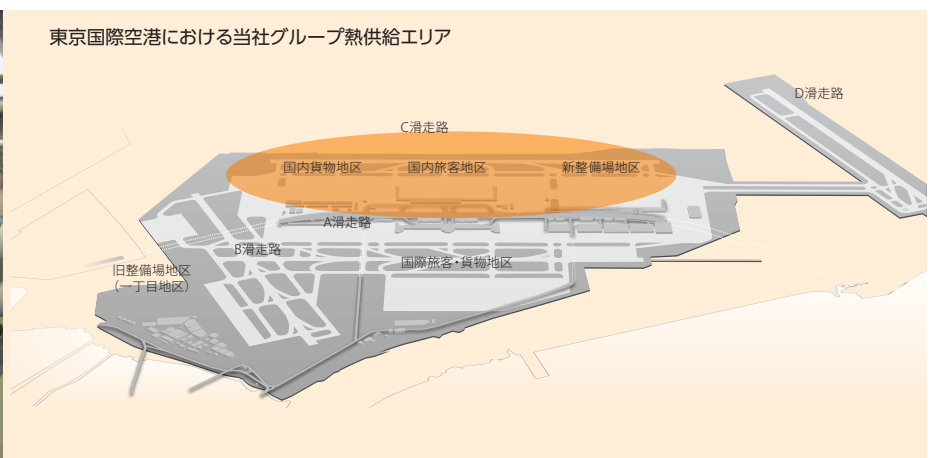 東京国際空港における当社グループ熱供給エリア
D滑走路
C滑走路
国内貨物地区
国内旅客地区
新整備場地区
A滑走路
B滑走路
国際旅客・貨物地区
旧整備場地区
（一丁目地区）